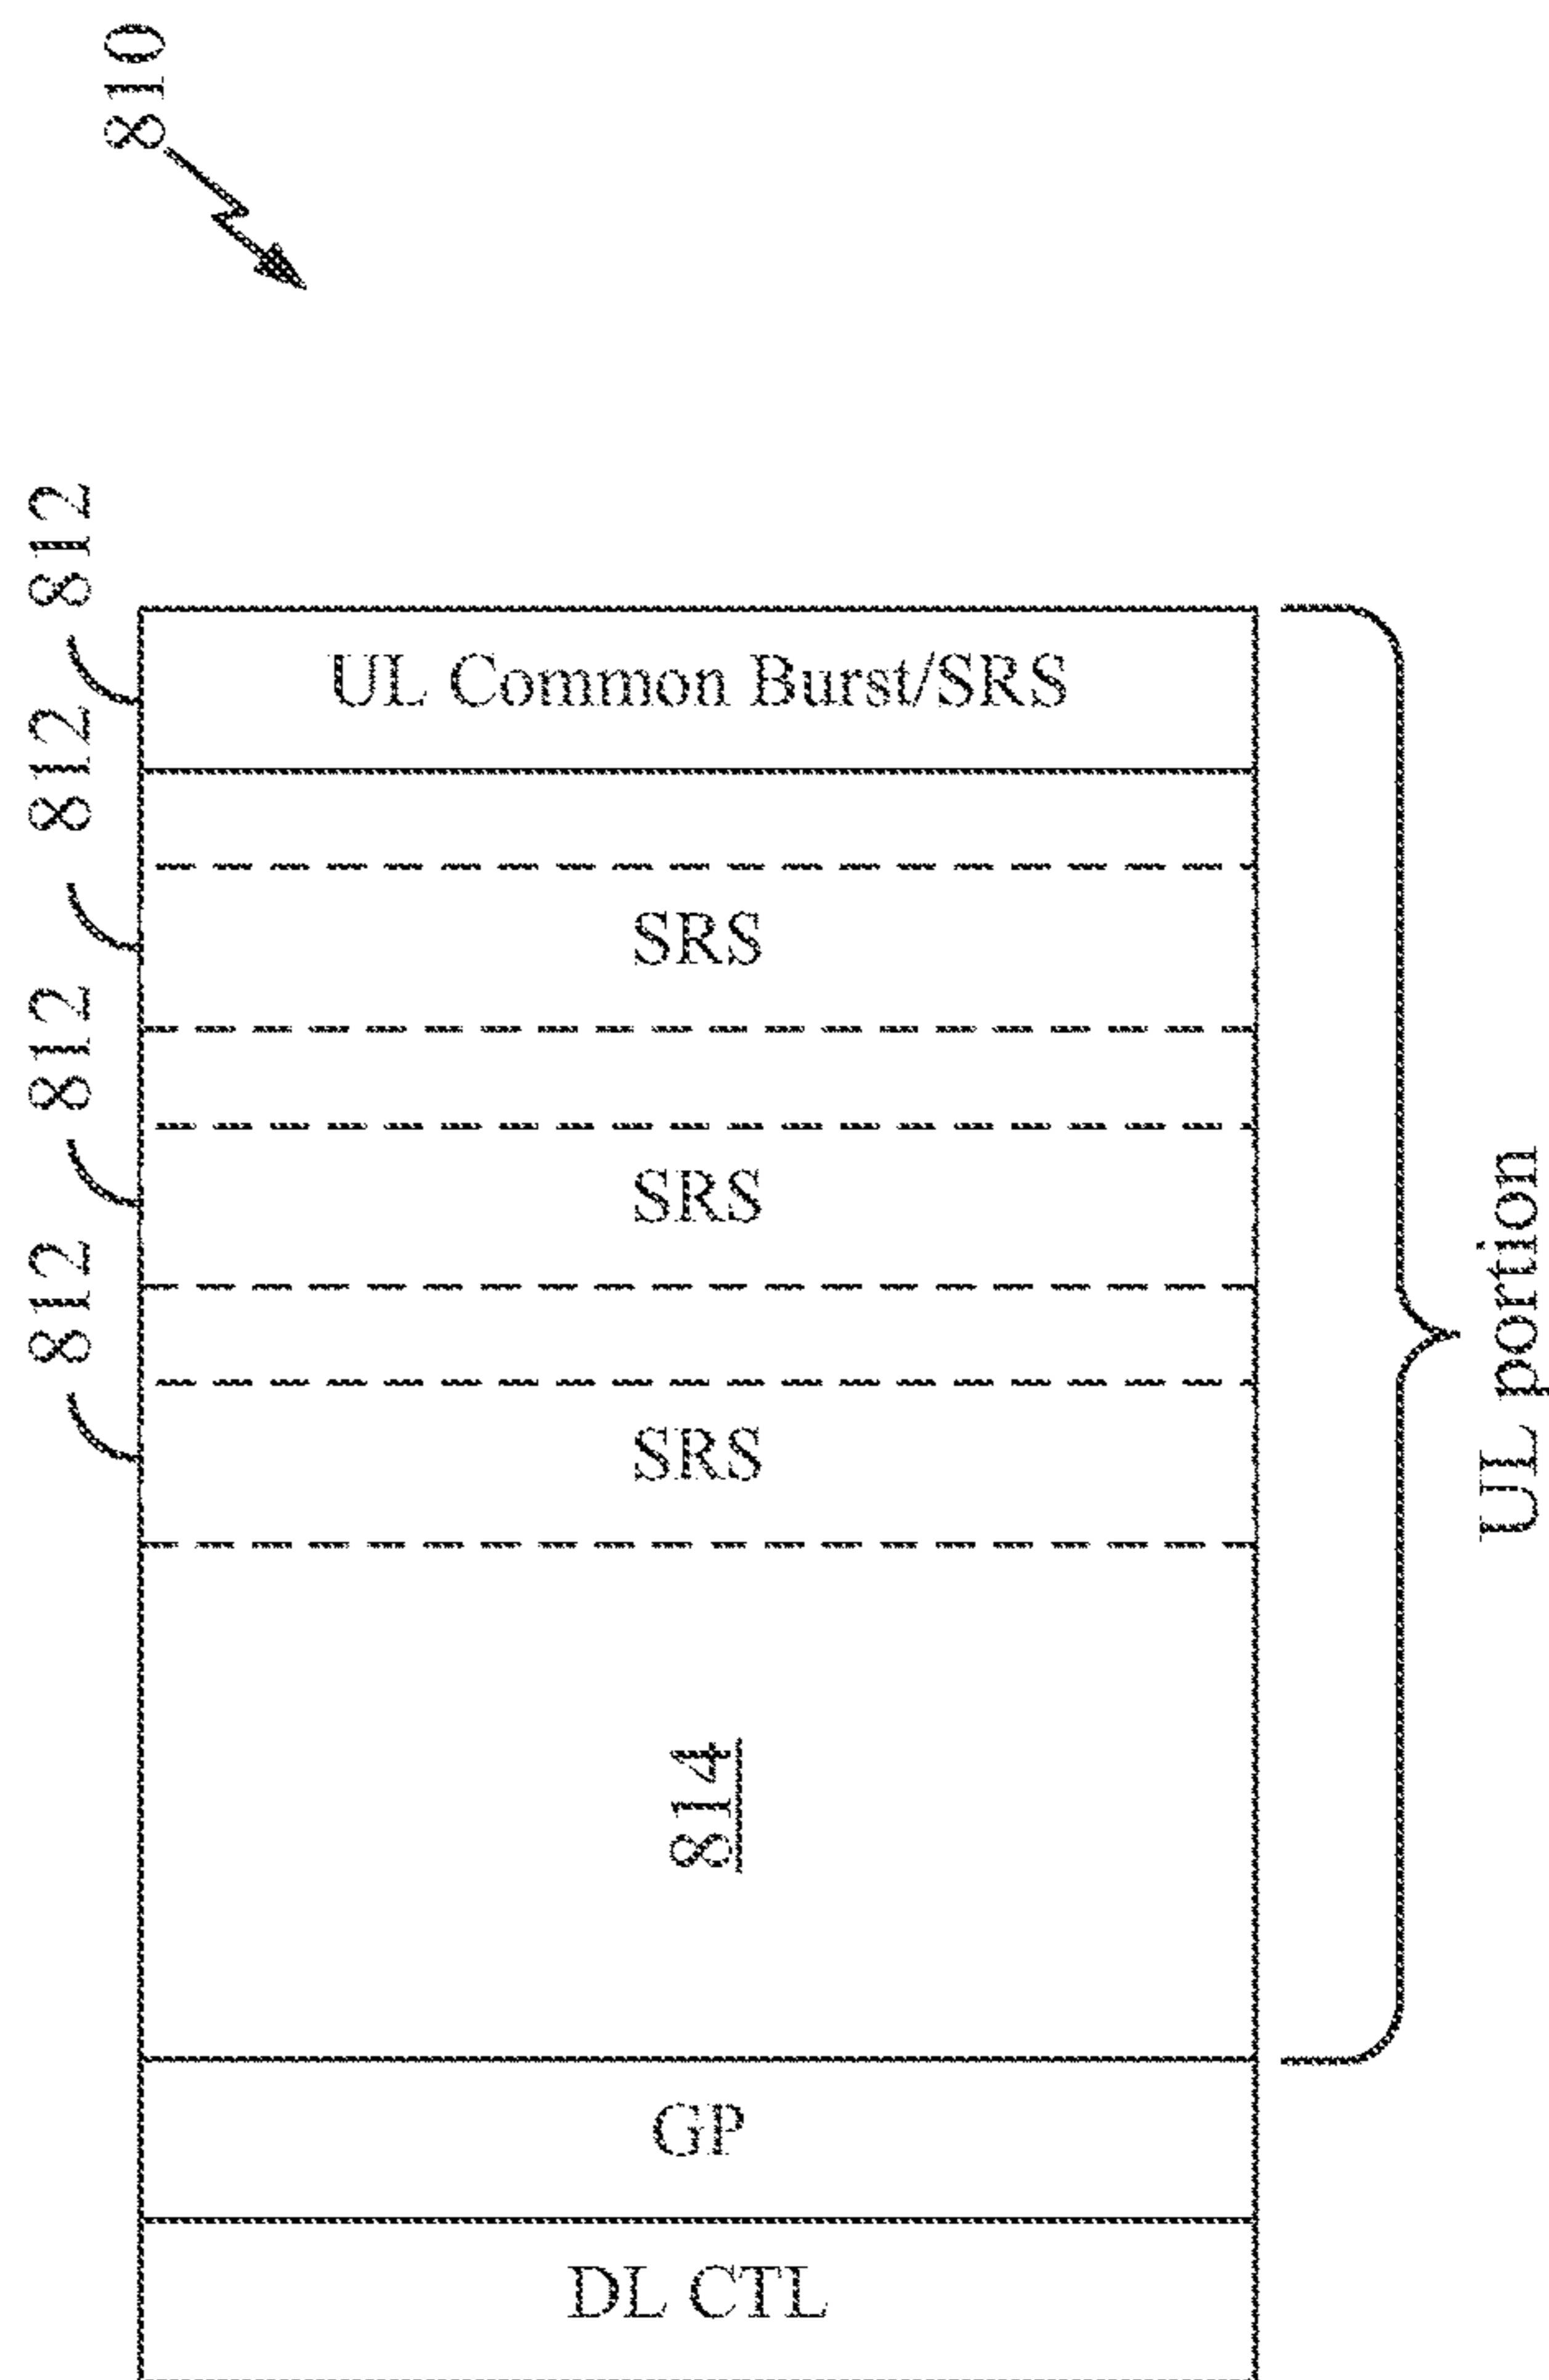 810
812
UL Common Burst/SRS
812
SRS
812
SRS
812
SRS
814
GP
DL CTL
UL portion